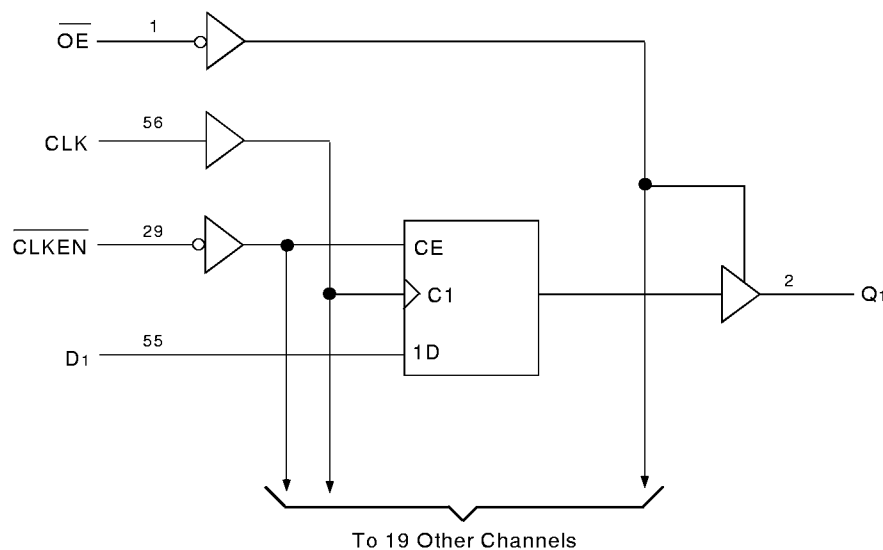 OE 1
CLK 56
CLKEN 29
CE
C1
2
Q1
D1 55
1D
To 19 Other Channels